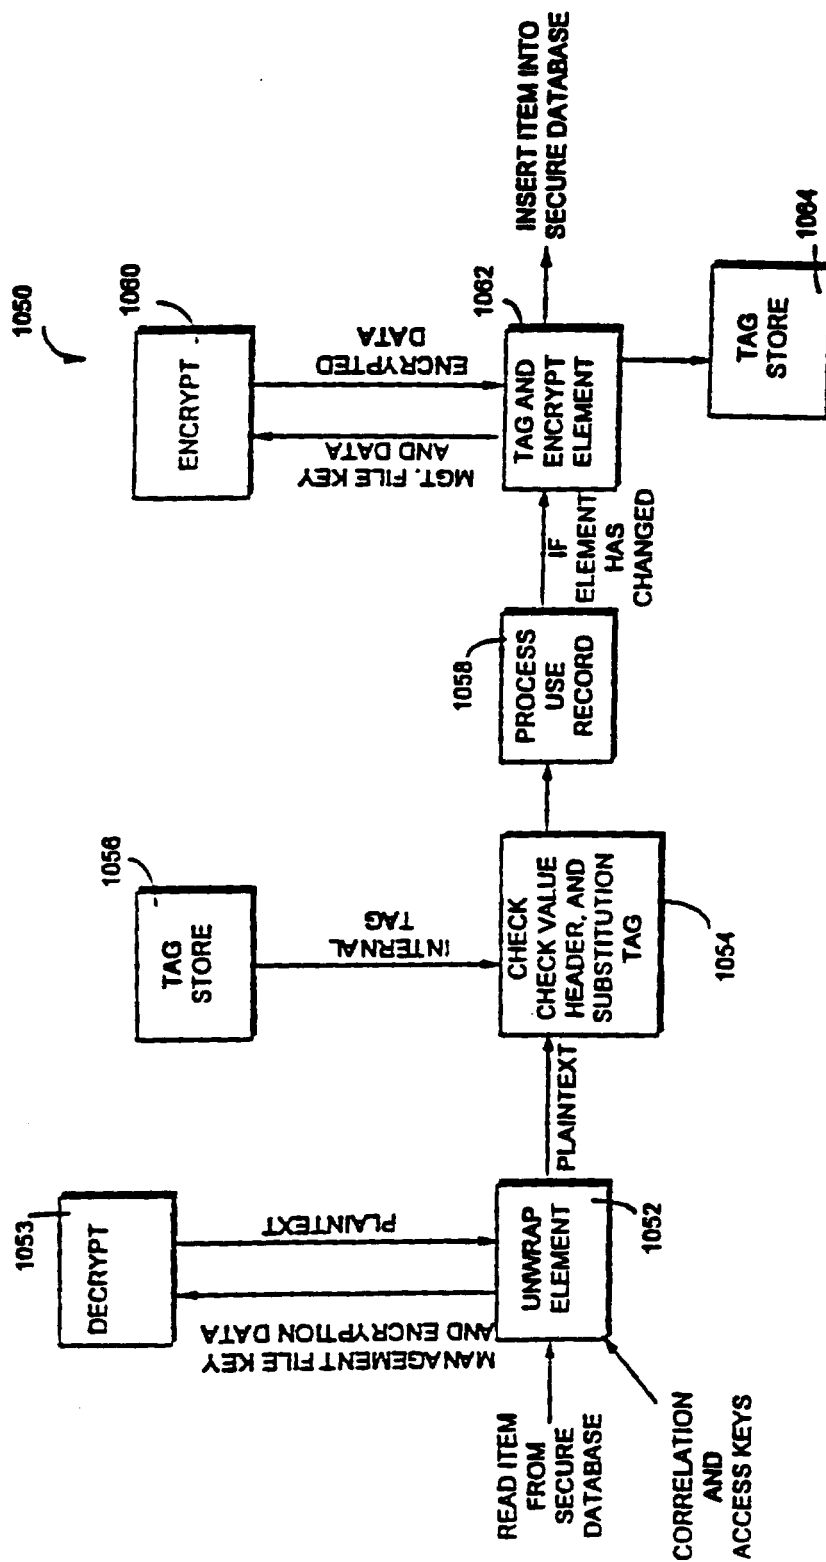 1050
DECRYPT
1053
TAG
STORE
1056
ENCRYPT
1060
MANAGEMENT FILE KEY
AND ENCRYPTION DATA
PLAINTEXT
INTERNAL
TAG
MGT. FILE KEY
AND DATA
ENCRYPTED
DATA
READ ITEM
FROM
SECURE
DATABASE
CORRELATION
AND
ACCESS KEYS
UNWRAP
ELEMENT
1052
PLAINTEXT
CHECK
CHECK VALUE
HEADER, AND
SUBSTITUTION
TAG
1054
PROCESS
USE
RECORD
1058
IF
ELEMENT
HAS
CHANGED
TAG AND
ENCRYPT
ELEMENT
1062
INSERT ITEM INTO
SECURE DATABASE
TAG
STORE
1064